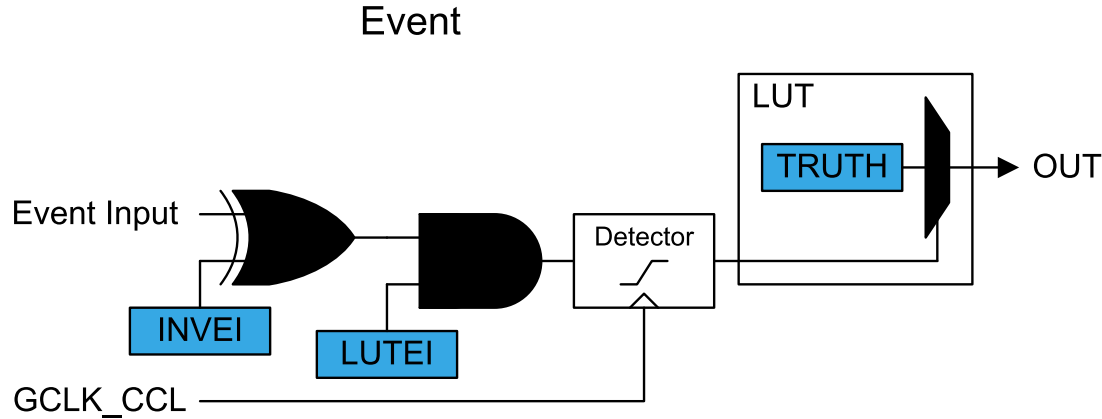 Event
LUT
TRUTH
OUT
Event Input
Detector
INVEI
LUTEI
GCLK_CCL